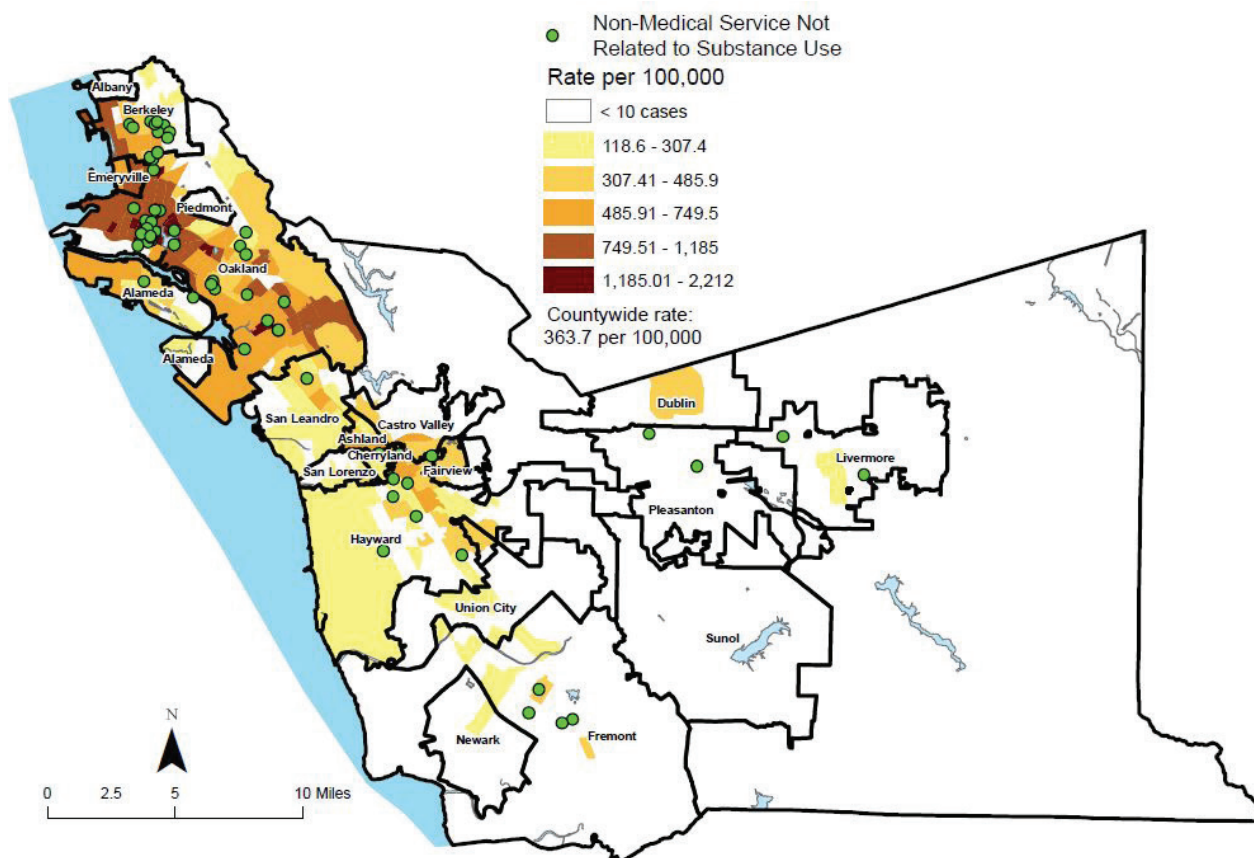 Non-Medical Service Not
Related to Substance Use
Rate per 100,000
< 10 cases
118.6 - 307.4
307.41 - 485.9
485.91 - 749.5
749.51 - 1,185
1,185.01 - 2,212
Countywide rate:
363.7 per 100,000
Albany
Berkeley
Emeryville
Piedmont
Oakland
Alameda
Alameda
San Leandro
Castro Valley
Ashland
Cherryland
San Lorenzo
Fairview
Dublin
Livermore
Pleasanton
Hayward
Union City
Sunol
Newark
Fremont
N
0 2.5 5 10 Miles